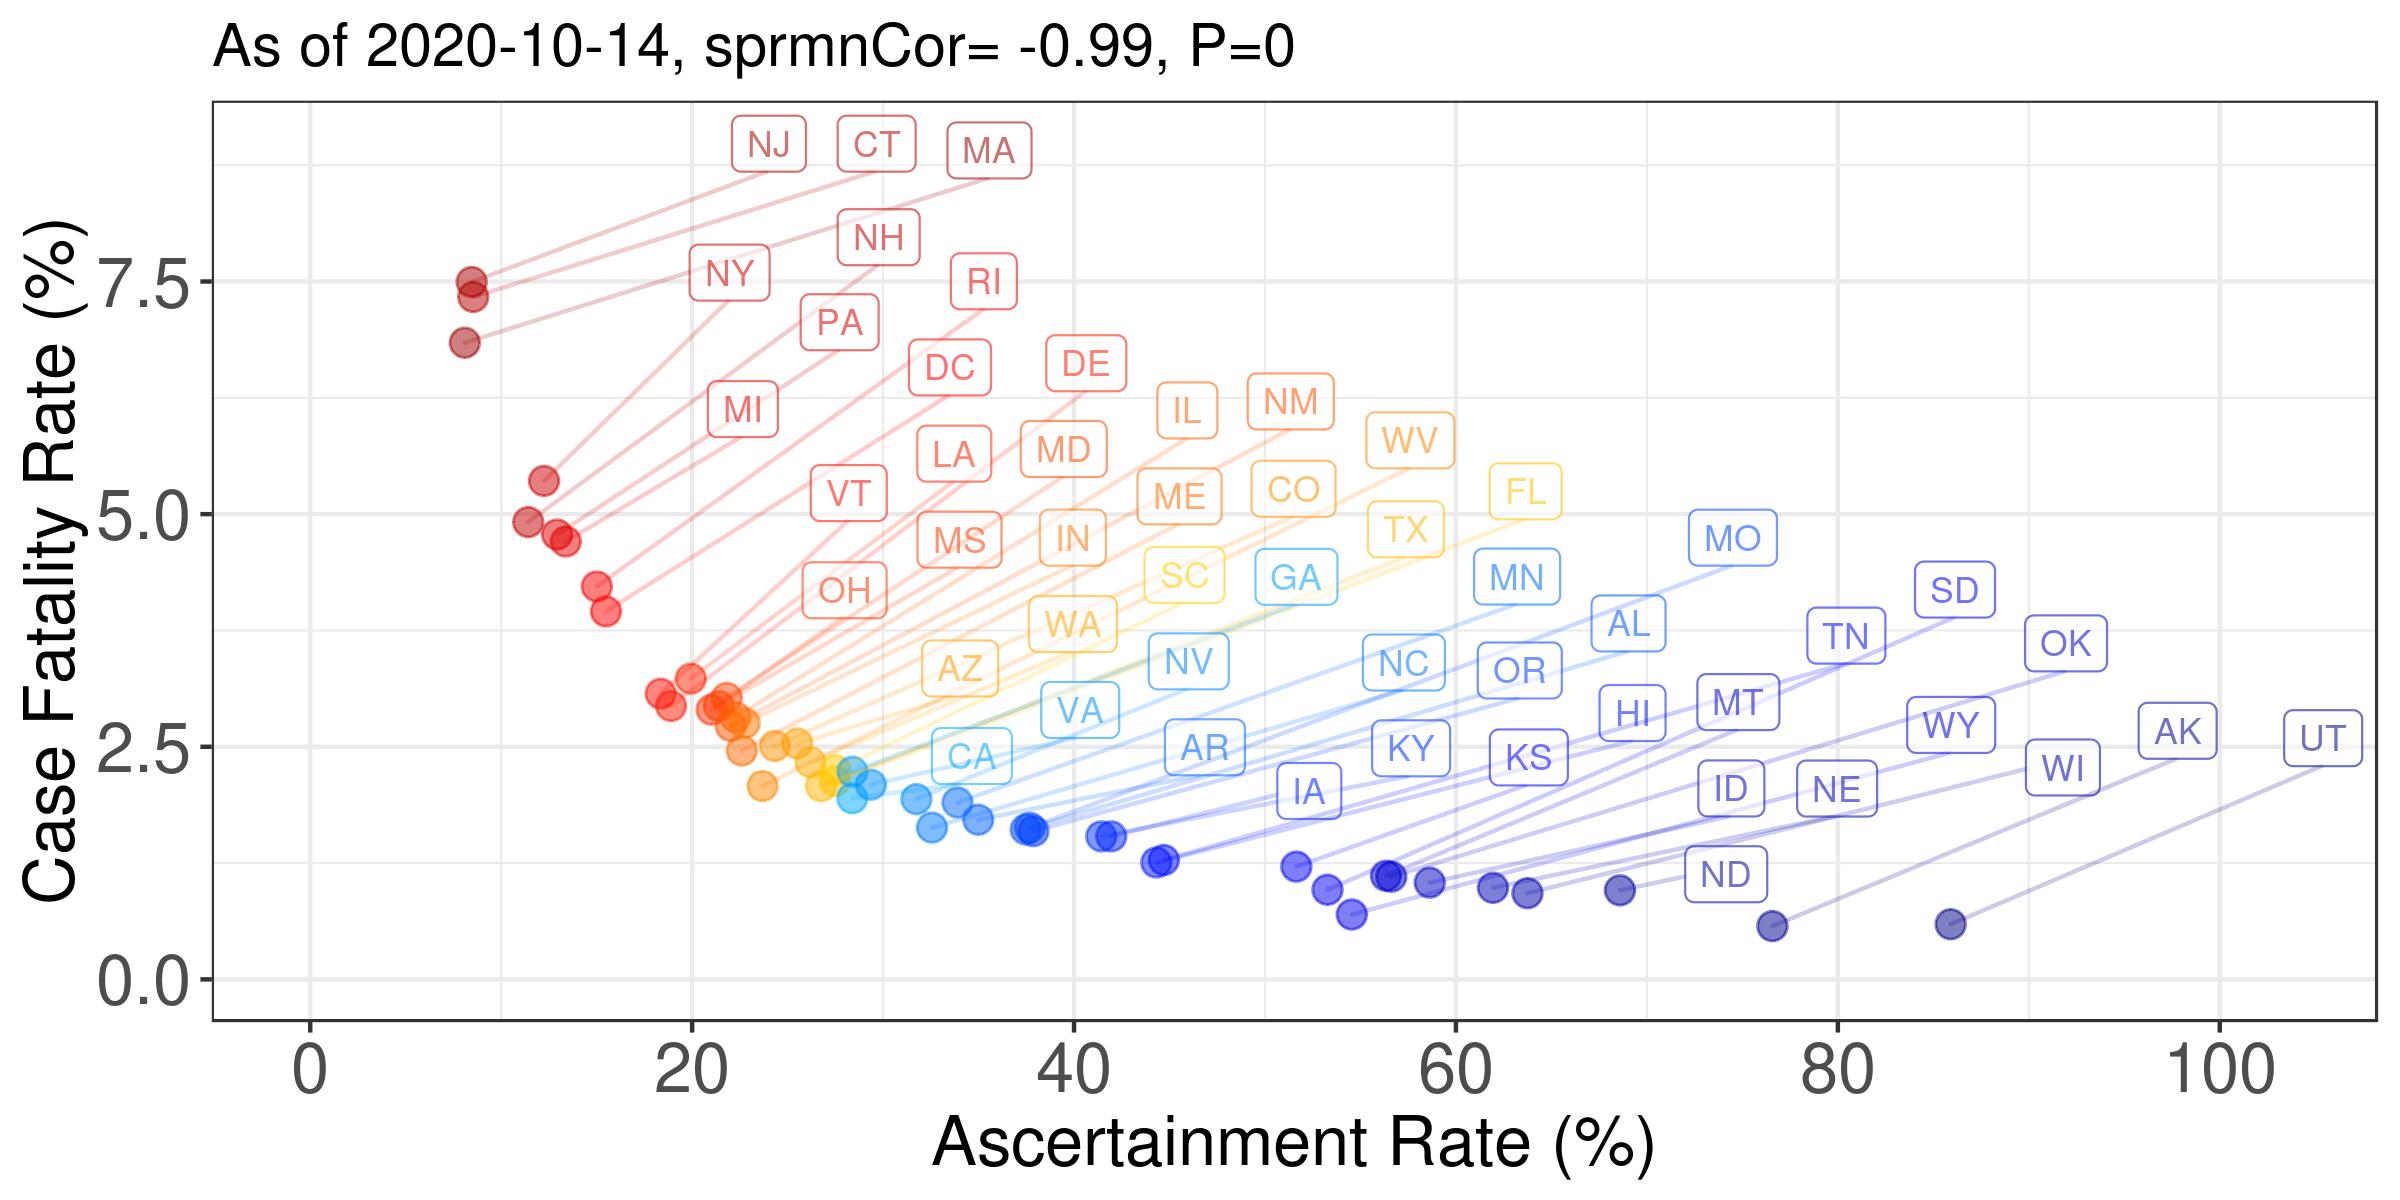 As of 2020-10-14, sprmnCor= -0.99, P=0
Case Fatality Rate (%)
7.5
5.0
2.5
0.0
NJ
CT
MA
NH
NY
RI
PA
DC
DE
MI
IL
NM
LA
MD
WV
VT
ME
CO
FL
MS
IN
TX
MO
OH
SC
GA
MN
SD
WA
AL
TN
OK
AZ
NV
NC
OR
VA
HI
MT
WY
CA
AR
KY
KS
AK
UT
IA
ID
NE
WI
ND
0
20
40
60
80
100
Ascertainment Rate (%)